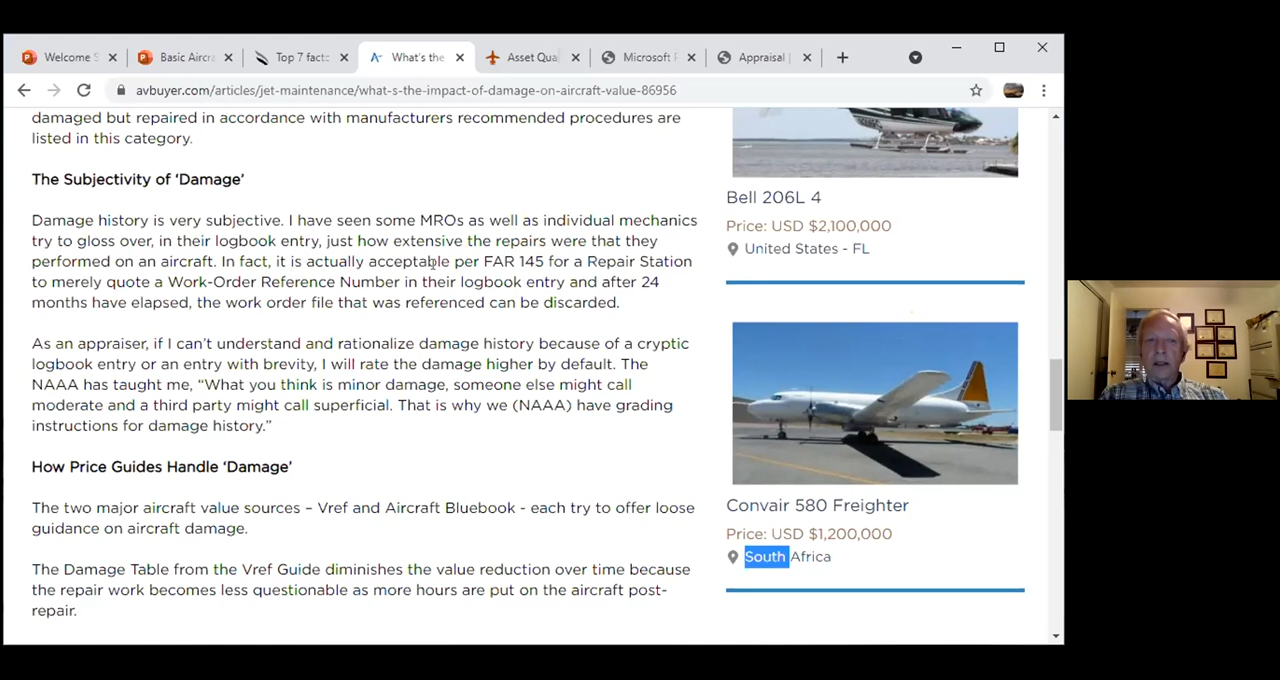 Welcome S
Basic Aircra
Top 7 facto
What's the
Asset Qua
Microsoft P
Appraisal |
avbuyer.com/articles/jet-maintenance/what-s-the-impact-of-damage-on-aircraft-value-86956
damaged but repaired in accordance with manufacturers recommended procedures are
listed in this category.
The Subjectivity of ‘Damage’
Damage history is very subjective. I have seen some MROs as well as individual mechanics
try to gloss over, in their logbook entry, just how extensive the repairs were that they
performed on an aircraft. In fact, it is actually acceptable per FAR 145 for a Repair Station
to merely quote a Work-Order Reference Number in their logbook entry and after 24
months have elapsed, the work order file that was referenced can be discarded.
As an appraiser, if I can’t understand and rationalize damage history because of a cryptic
logbook entry or an entry with brevity, I will rate the damage higher by default. The
NAAA has taught me, “What you think is minor damage, someone else might call
moderate and a third party might call superficial. That is why we (NAAA) have grading
instructions for damage history.”
How Price Guides Handle ‘Damage’
The two major aircraft value sources – Vref and Aircraft Bluebook - each try to offer loose
guidance on aircraft damage.
The Damage Table from the Vref Guide diminishes the value reduction over time because
the repair work becomes less questionable as more hours are put on the aircraft post-
repair.
Bell 206L 4
Price: USD $2,100,000
United States - FL
Convair 580 Freighter
Price: USD $1,200,000
South Africa